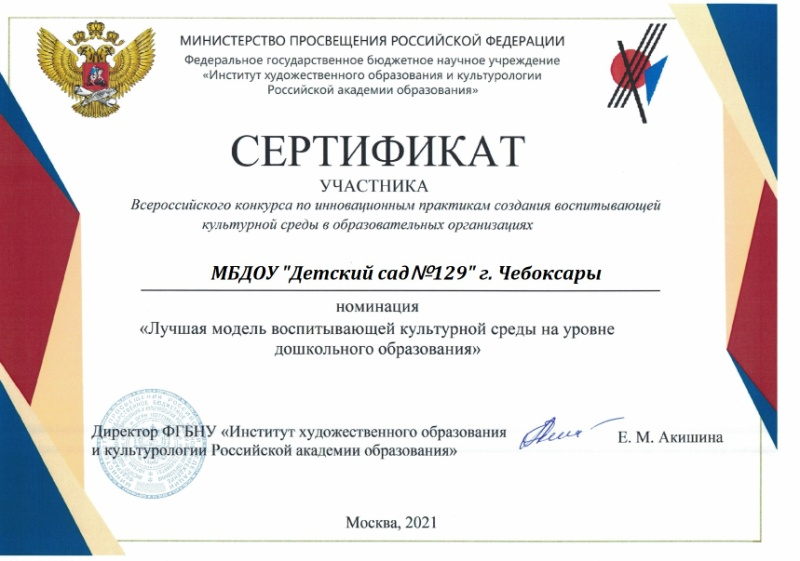 МИНИСТЕРСТВО ПРОСВЕЩЕНИЯ РОССИЙСКОЙ ФЕДЕРАЦИИ
Федеральное государственное бюджетное научное учреждение
«Институт художественного образования и культурологии
Российской академии образования»
СЕРТИФИКАТ
УЧАСТНИКА
Всероссийского конкурса по инновационным практикам создания воспитывающей
культурной среды в образовательных организациях
МБДОУ "Детский сад№129" г. Чебоксары
номинация
«Лучшая модель воспитывающей культурной среды на уровне
дошкольного образования»
Директор ФГБНУ «Институт художественного образования
и культурологии Российской академии образования»
Е. М. Акишина
Москва, 2021